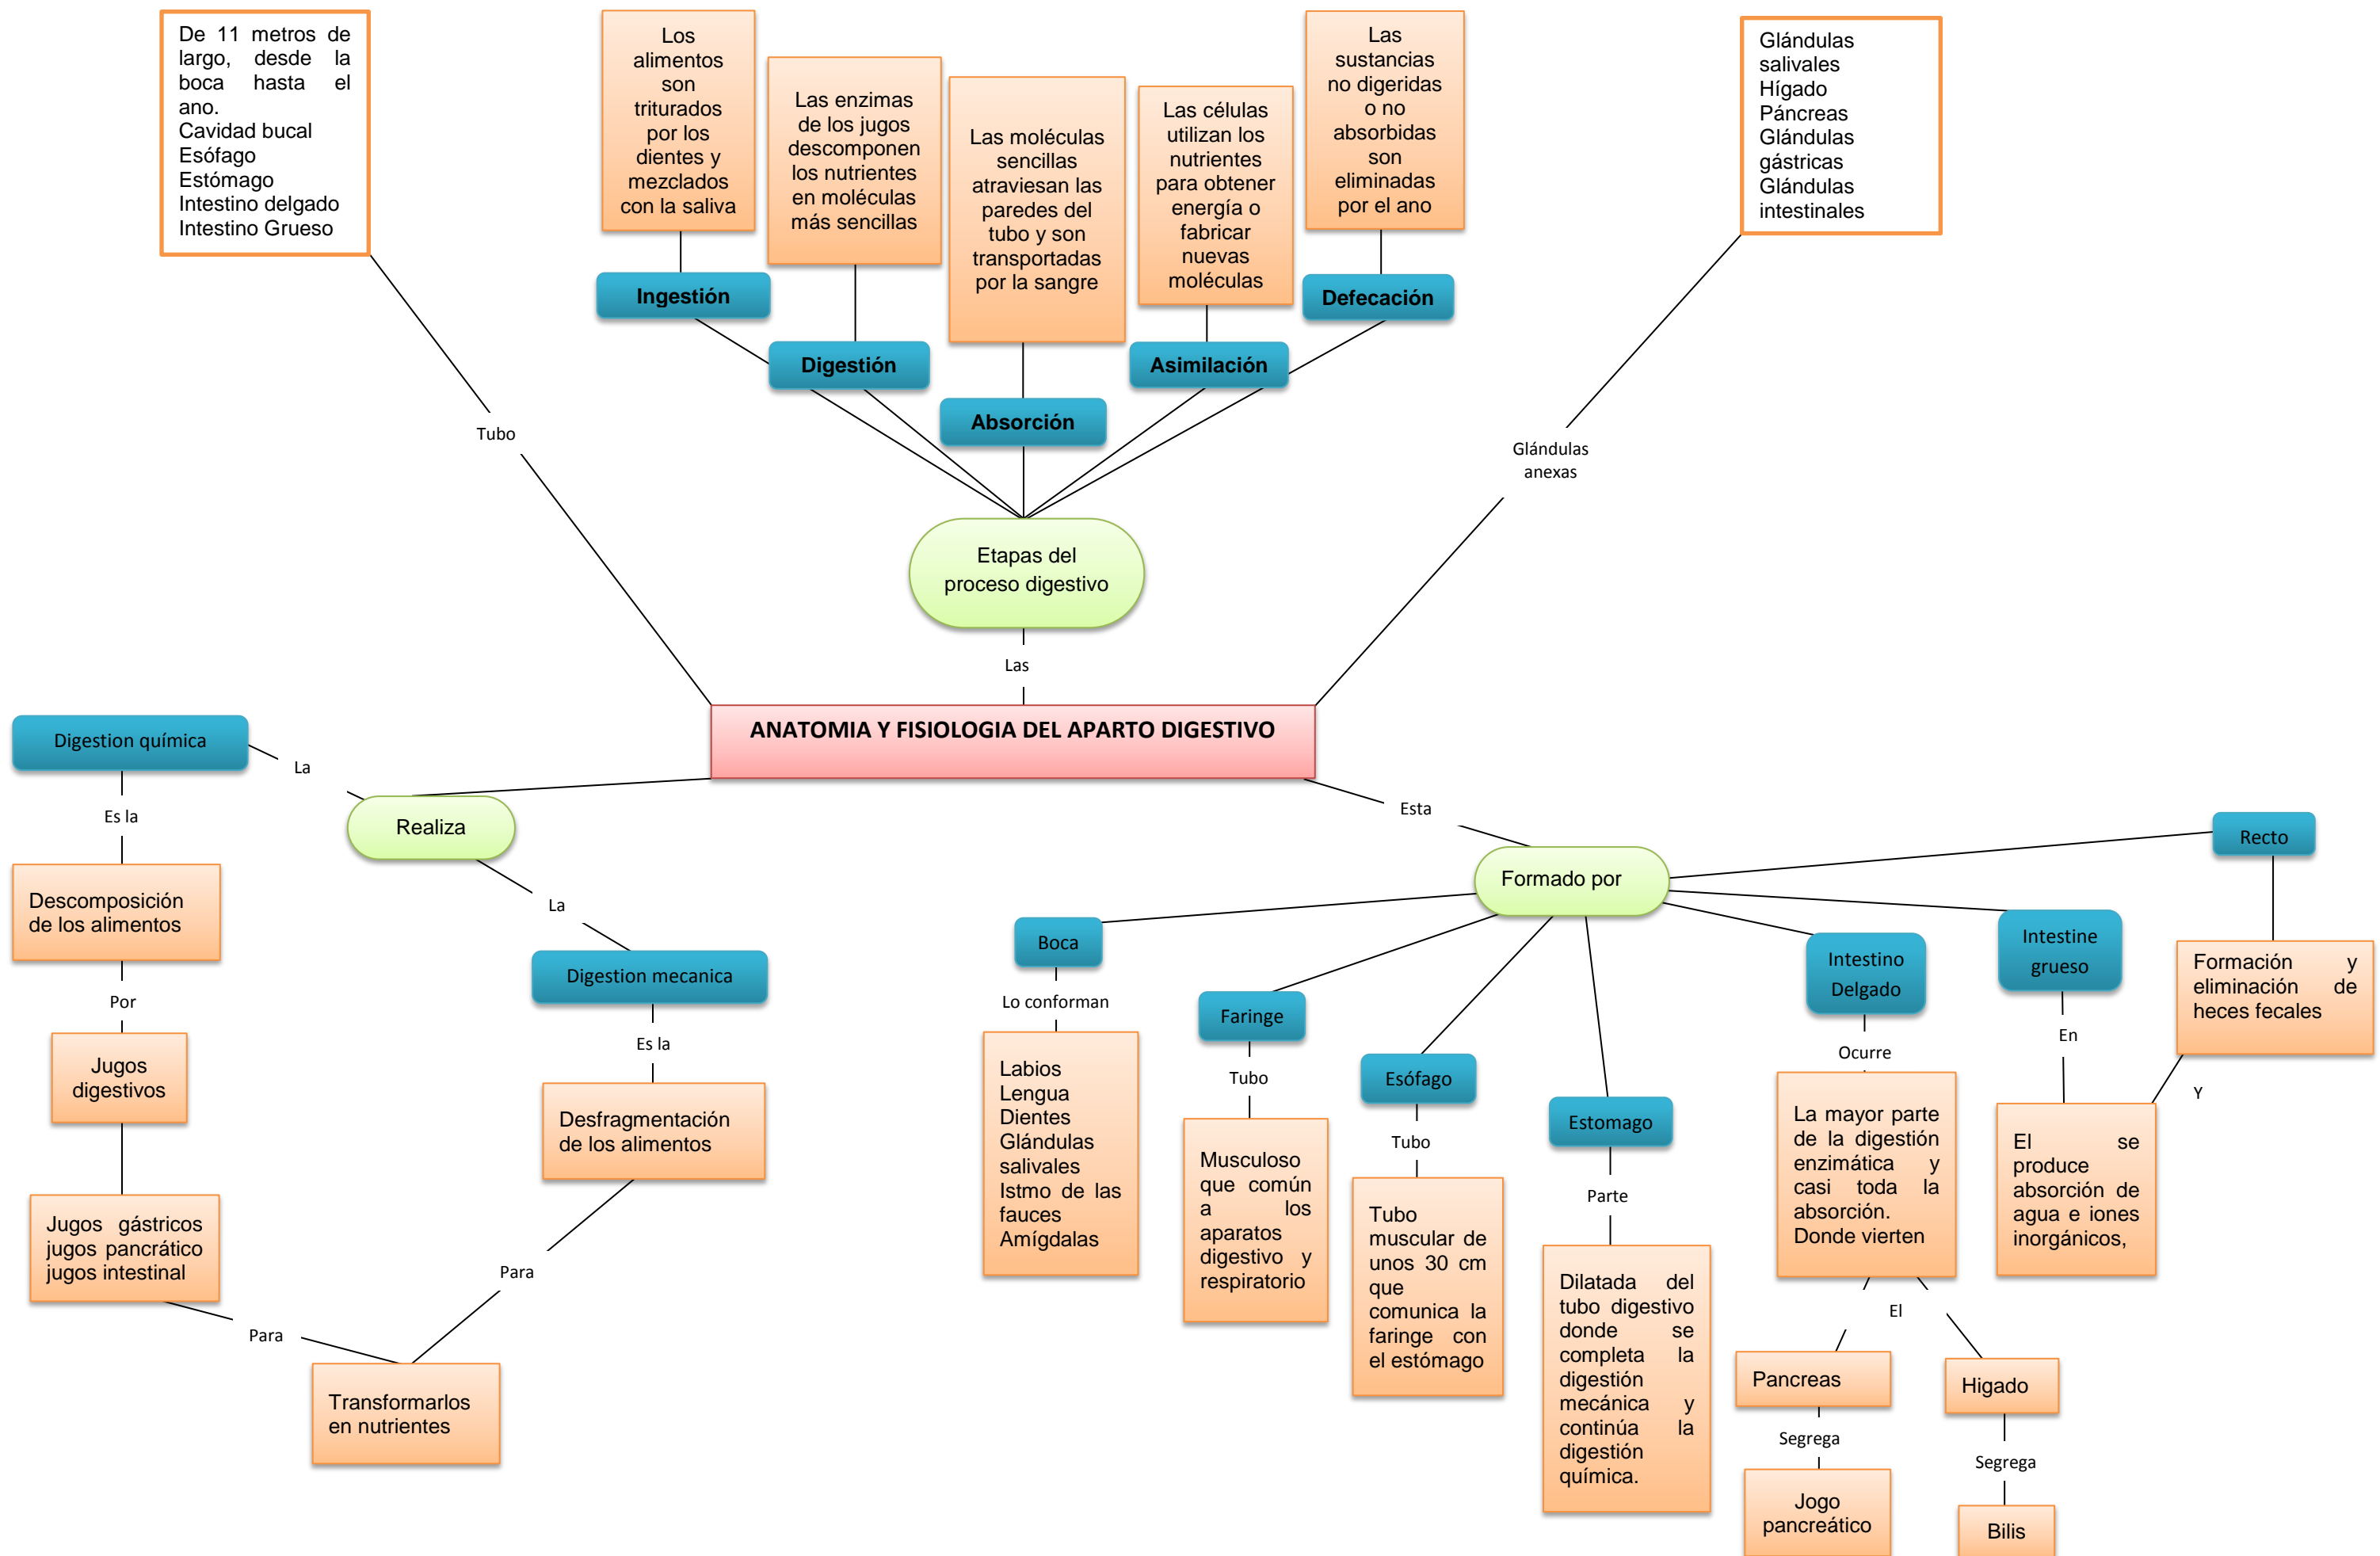 De 11 metros de
largo, desde la
boca hasta el
ano.
Cavidad bucal
Esófago
Estómago
Intestino delgado
Intestino Grueso
Los
alimentos
son
triturados
por los
dientes y
mezclados
con la saliva
Las enzimas
de los jugos
descomponen
los nutrientes
en moléculas
más sencillas
Las moléculas
sencillas
atraviesan las
paredes del
tubo y son
transportadas
por la sangre
Las células
utilizan los
nutrientes
para obtener
energía o
fabricar
nuevas
moléculas
Las
sustancias
no digeridas
o no
absorbidas
son
eliminadas
por el ano
Glándulas
salivales
Hígado
Páncreas
Glándulas
gástricas
Glándulas
intestinales
Ingestión
Digestión
Absorción
Asimilación
Defecación
Tubo
Glándulas
anexas
Etapas del
proceso digestivo
Las
ANATOMIA Y FISIOLOGIA DEL APARTO DIGESTIVO
Digestion química
La
Es la
Realiza
Descomposición
de los alimentos
La
Por
Digestion mecanica
Jugos
digestivos
Es la
Desfragmentación
de los alimentos
Jugos gástricos
jugos pancrático
jugos intestinal
Para
Para
Transformarlos
en nutrientes
Esta
Formado por
Recto
Boca
Lo conforman
Labios
Lengua
Dientes
Glándulas
salivales
Istmo de las
fauces
Amígdalas
Faringe
Tubo
Musculoso
que común
a los
aparatos
digestivo y
respiratorio
Esófago
Tubo
Tubo
muscular de
unos 30 cm
que
comunica la
faringe con
el estómago
Estomago
Parte
Dilatada del
tubo digestivo
donde se
completa la
digestión
mecánica y
continúa la
digestión
química.
Intestino
Delgado
Ocurre
La mayor parte
de la digestión
enzimática y
casi toda la
absorción.
Donde vierten
El
Pancreas
Segrega
Jogo
pancreático
Higado
Segrega
Bilis
Intestine
grueso
En
El se
produce
absorción de
agua e iones
inorgánicos,
Y
Formación y
eliminación de
heces fecales